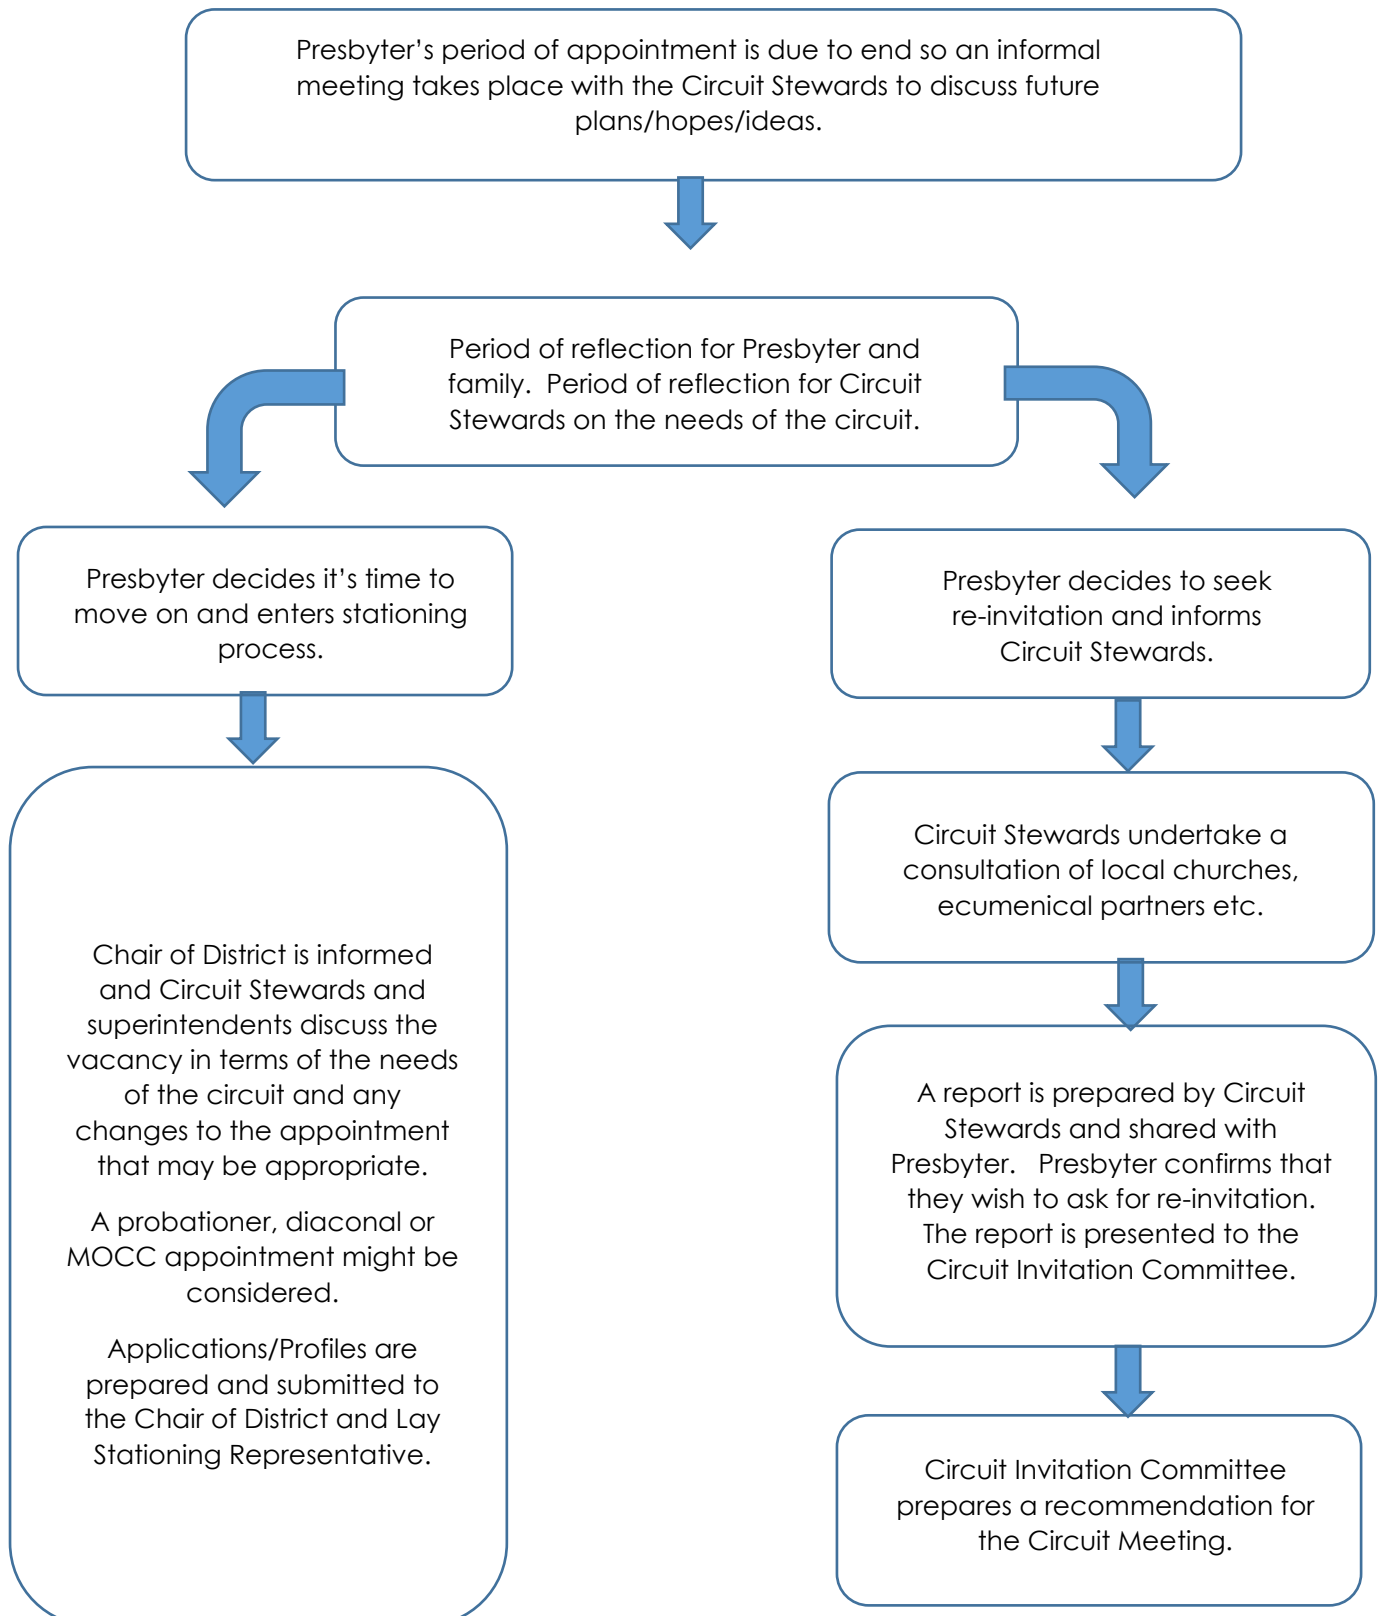 Presbyter’s period of appointment is due to end so an informal
meeting takes place with the Circuit Stewards to discuss future
plans/hopes/ideas.
Period of reflection for Presbyter and
family.  Period of reflection for Circuit
Stewards on the needs of the circuit.
Presbyter decides it’s time to
move on and enters stationing
process.
Chair of District is informed
and Circuit Stewards and
superintendents discuss the
vacancy in terms of the needs
of the circuit and any
changes to the appointment
that may be appropriate.
A probationer, diaconal or
MOCC appointment might be
considered.
Applications/Profiles are
prepared and submitted to
the Chair of District and Lay
Stationing Representative.
Presbyter decides to seek
re-invitation and informs
Circuit Stewards.
Circuit Stewards undertake a
consultation of local churches,
ecumenical partners etc.
A report is prepared by Circuit
Stewards and shared with
Presbyter.   Presbyter confirms that
they wish to ask for re-invitation.
The report is presented to the
Circuit Invitation Committee.
Circuit Invitation Committee
prepares a recommendation for
the Circuit Meeting.